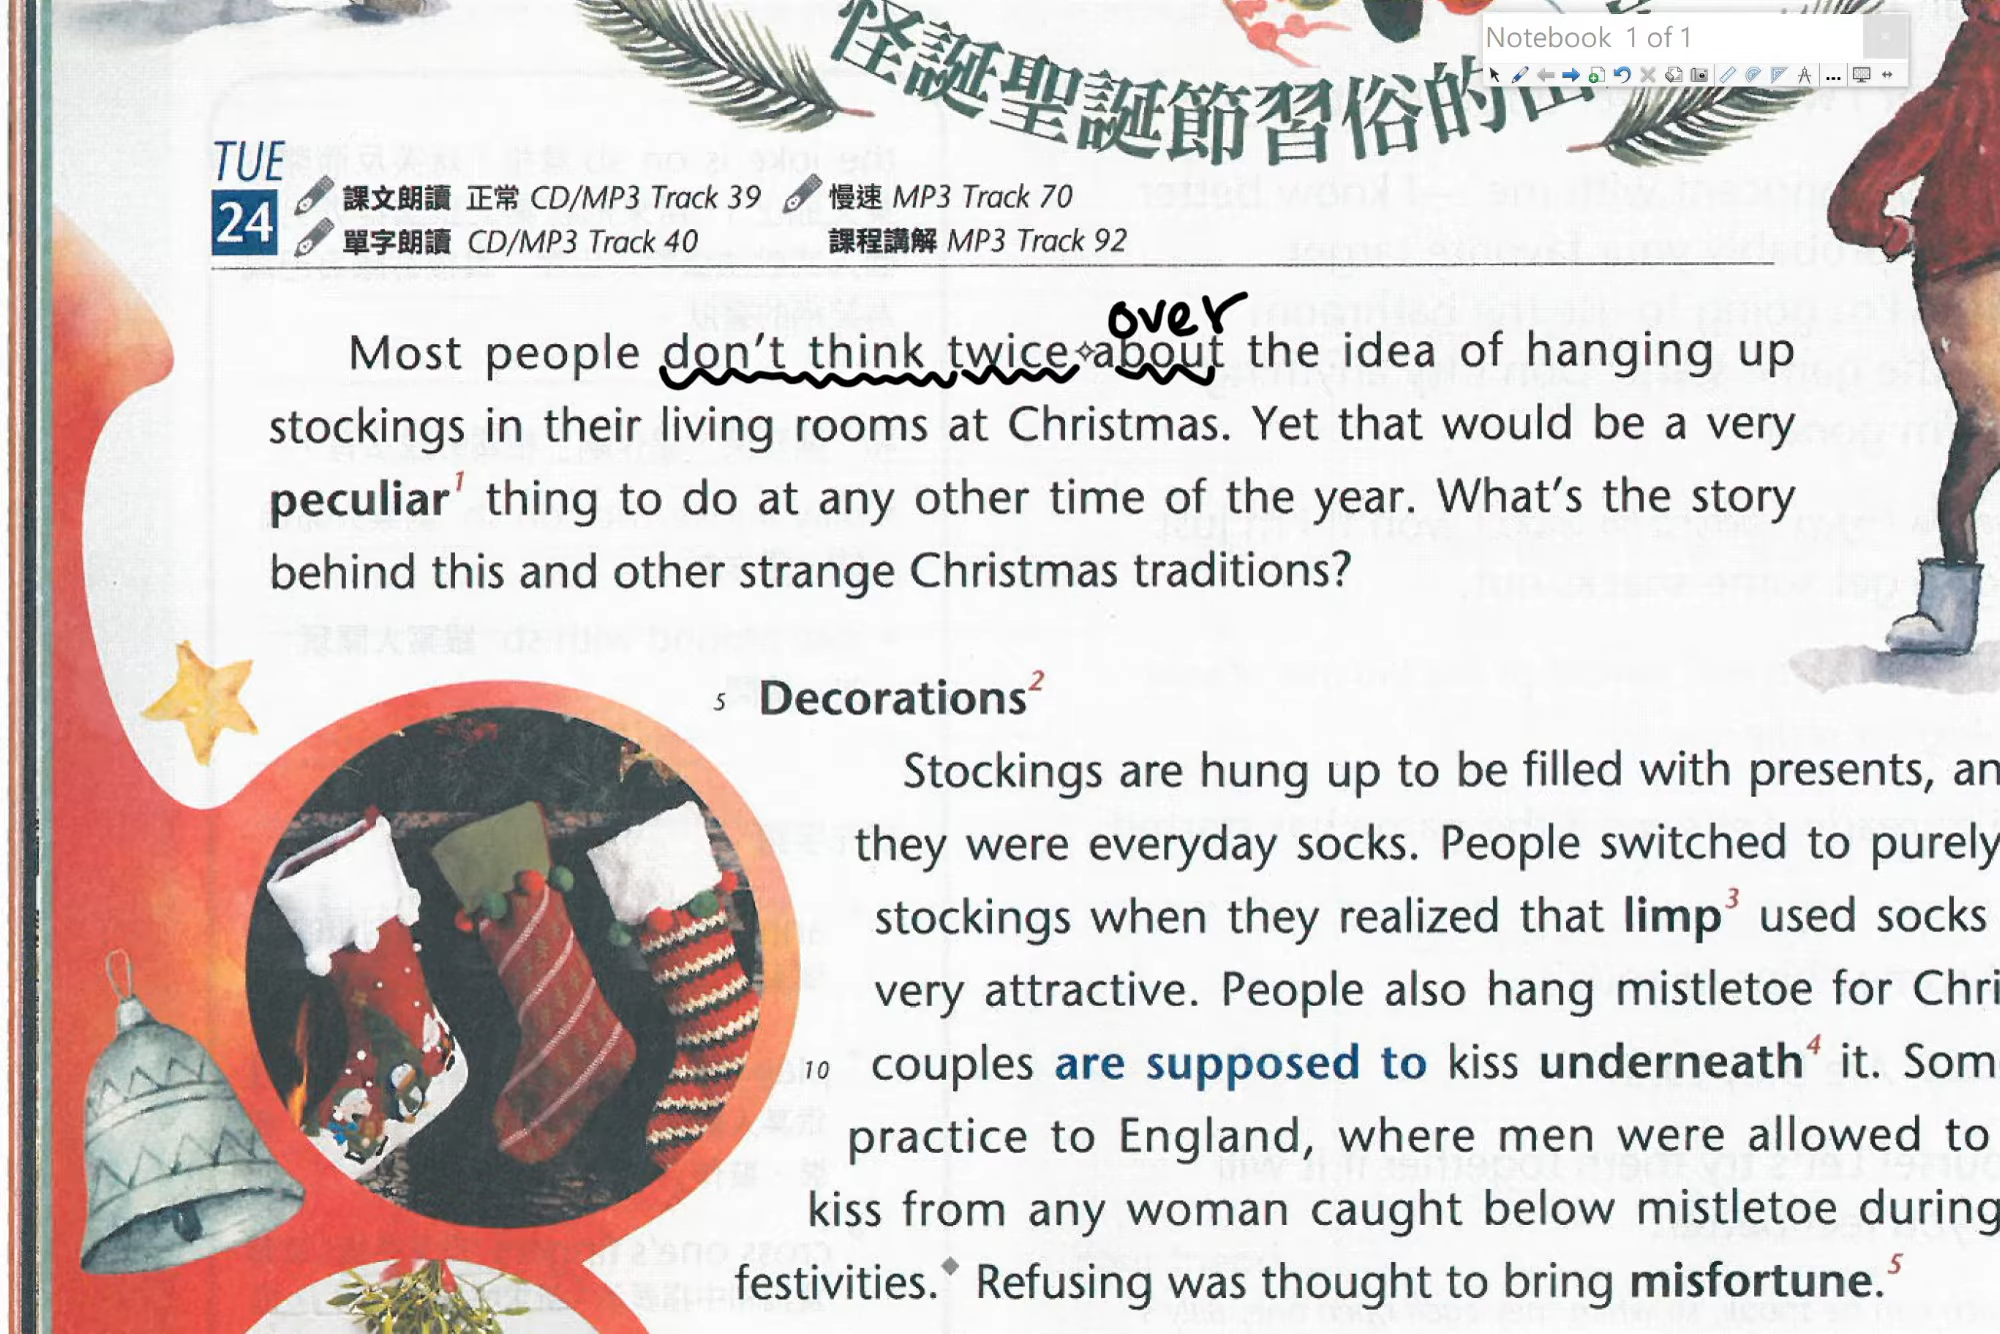 怪誕聖誕節習俗的由
Notebook 1 of 1
TUE
24
課文朗讀 正常 CD/MP3 Track 39 慢速 MP3 Track 70
單字朗讀 CD/MP3 Track 40 課程講解 MP3 Track 92
over
Most people don't think twice about the idea of hanging up
stockings in their living rooms at Christmas. Yet that would be a very
peculiar1 thing to do at any other time of the year. What's the story
behind this and other strange Christmas traditions?
5 Decorations2
Stockings are hung up to be filled with presents, an
they were everyday socks. People switched to purely
stockings when they realized that limp3 used socks
very attractive. People also hang mistletoe for Chri
10 couples are supposed to kiss underneath4 it. Som
practice to England, where men were allowed to
kiss from any woman caught below mistletoe during
festivities. Refusing was thought to bring misfortune.5